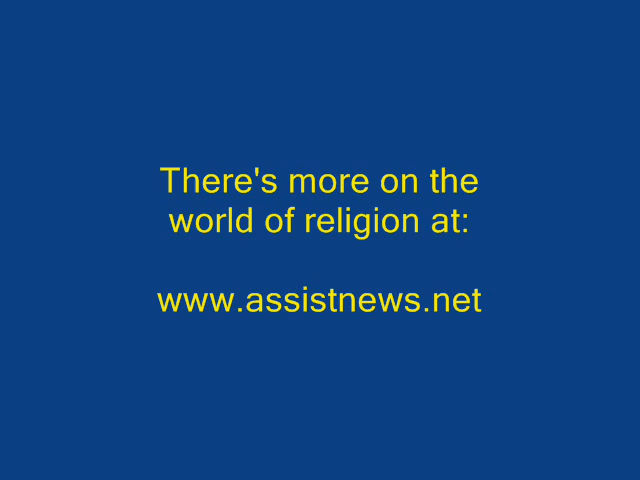 There's more on the
world of religion at:
www.assistnews.net